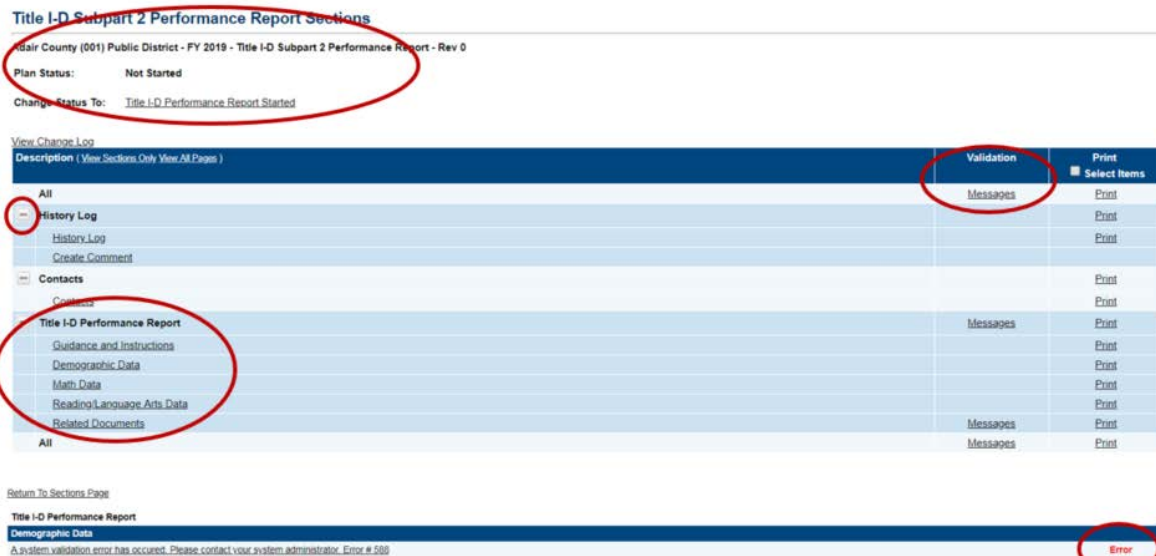 Title I-D Subpart 2 Performance Report Sections
Adair County (001) Public District - FY 2019 - Title I-D Subpart 2 Performance Report - Rev 0
Plan Status: Not Started
Change Status To: Title I-D Performance Report Started
View Change Log
Description ( View Sections Only View All Pages ) Validation Print
Select Items
All Messages Print
History Log Print
History Log Print
Create Comment
Contacts Print
Contacts Print
Title I-D Performance Report Messages Print
Guidance and Instructions Print
Demographic Data Print
Math Data Print
Reading/Language Arts Data Print
Related Documents Messages Print
All Messages Print
Return To Sections Page
Title I-D Performance Report
Demographic Data
A system validation error has occured. Please contact your system administrator. Error # 588 Error